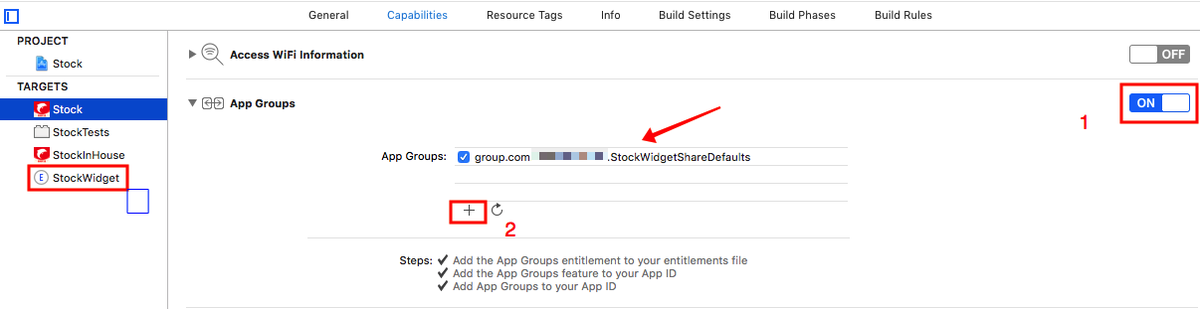 General Capabilities Resource Tags Info Build Settings Build Phases Build Rules
PROJECT
Stock
TARGETS
Stock
StockTests
StockInHouse
E StockWidget
Access WiFi Information OFF
App Groups ON
1
App Groups: group.com .StockWidgetShareDefaults
+
2
Steps: ✓ Add the App Groups entitlement to your entitlements file
✓ Add the App Groups feature to your App ID
✓ Add App Groups to your App ID